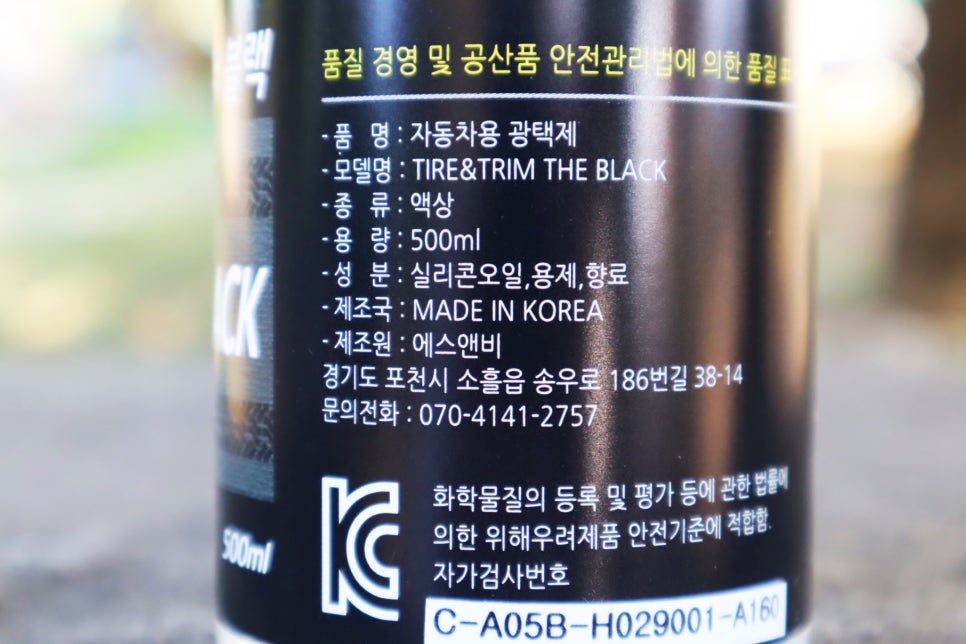 블랙
품질 경영 및 공산품 안전관리법에 의한 품질
- 품 명 : 자동차용 광택제
- 모델명 : TIRE&TRIM THE BLACK
- 종 류 : 액상
- 용 량 : 500ml
- 성 분 : 실리콘오일,용제,향료
- 제조국 : MADE IN KOREA
- 제조원 : 에스앤비
경기도 포천시 소흘읍 송우로 186번길 38-14
문의전화 : 070-4141-2757
ACK
500ml
화학물질의 등록 및 평가 등에 관한 법률에
의한 위해우려제품 안전기준에 적합함.
자가검사번호
C-A05B-H029001-A160